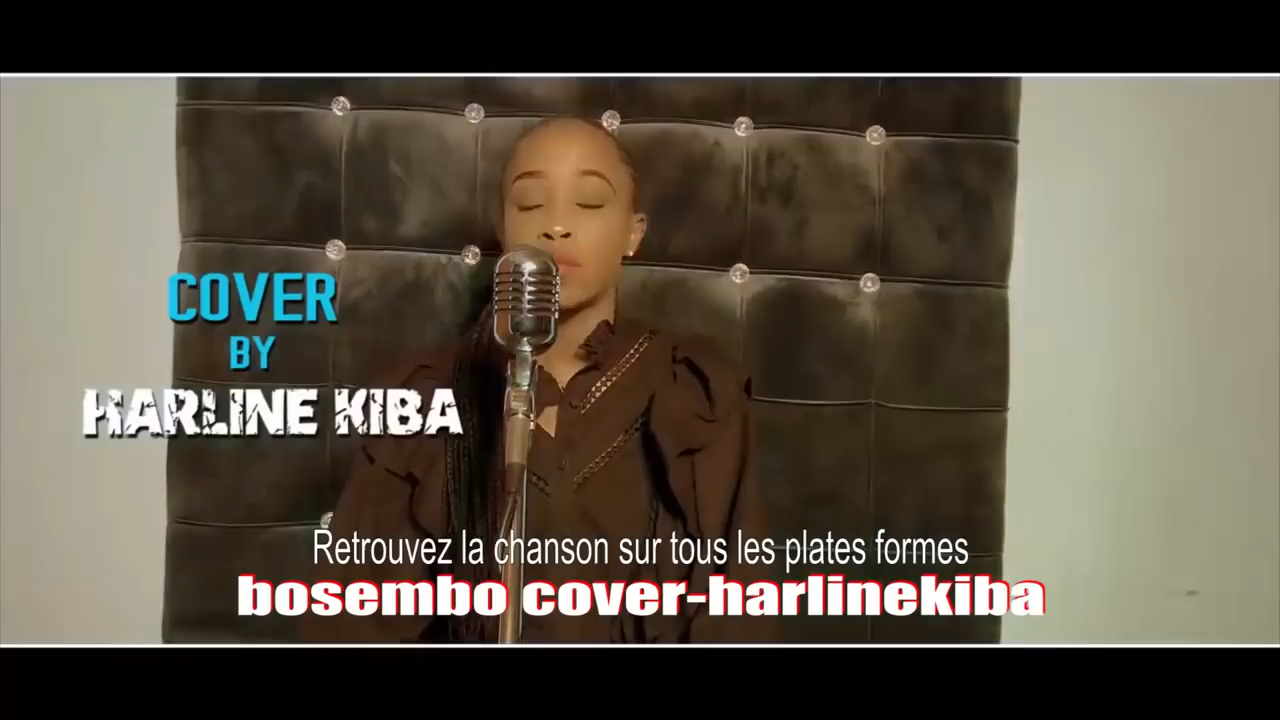 COVER
BY
HARLINE KIBA
Retrouvez la chanson sur tous les plates formes
bosembo cover-harlinekiba